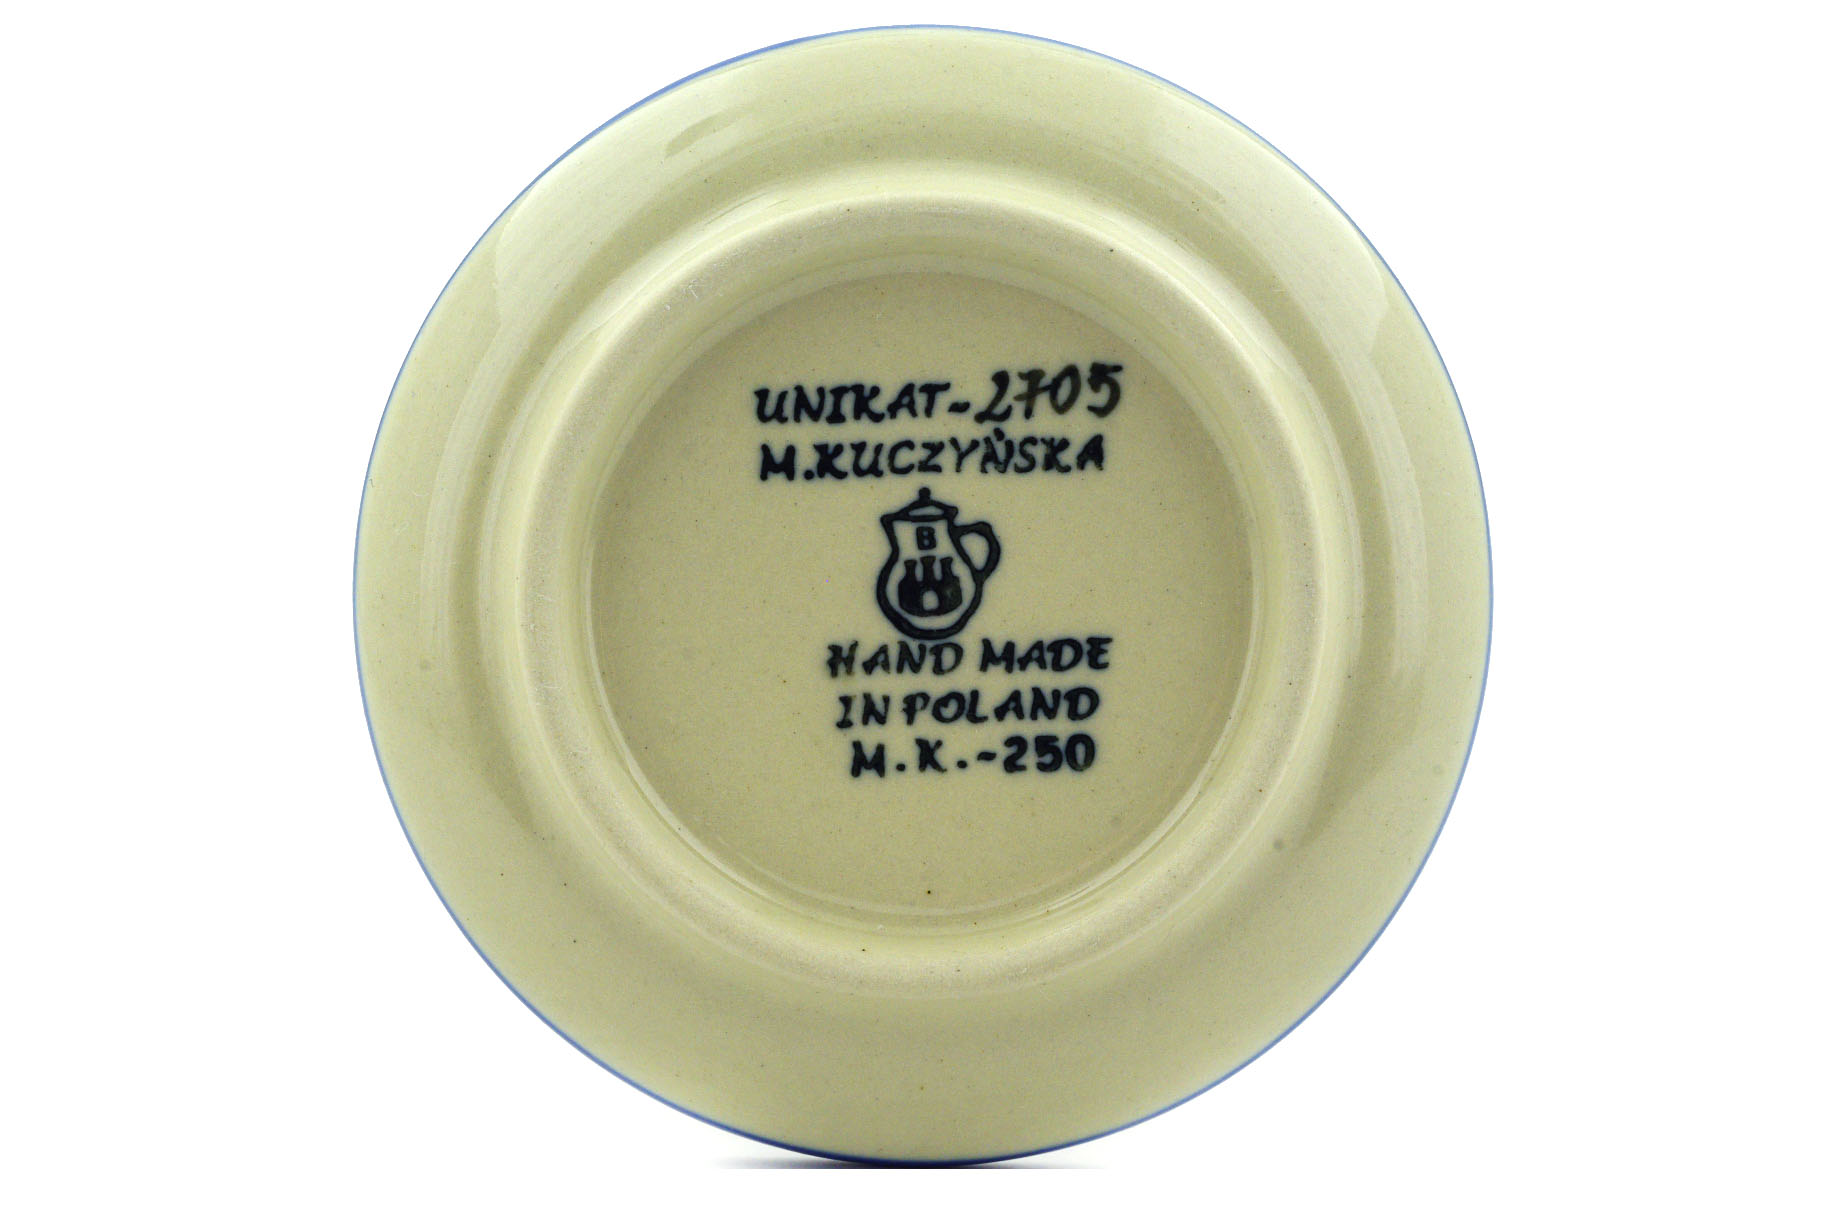 UNIKAT-2705
M.KUCZYŃSKA
B
HAND MADE
IN POLAND
M.K.-250